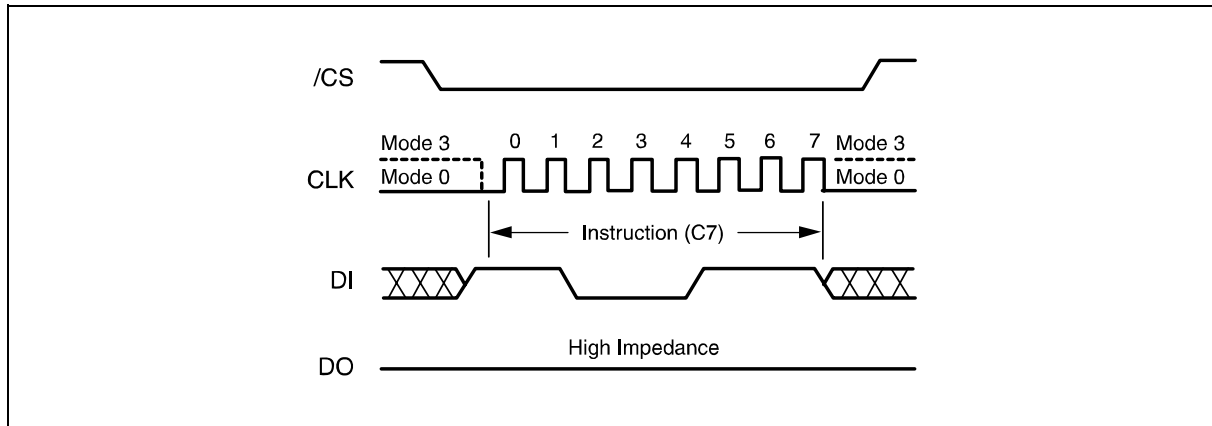 /CS
0 1 2 3 4 5 6 7
Mode 3 Mode 3
CLK
Mode 0 Mode 0
Instruction (C7)
DI
High Impedance
DO